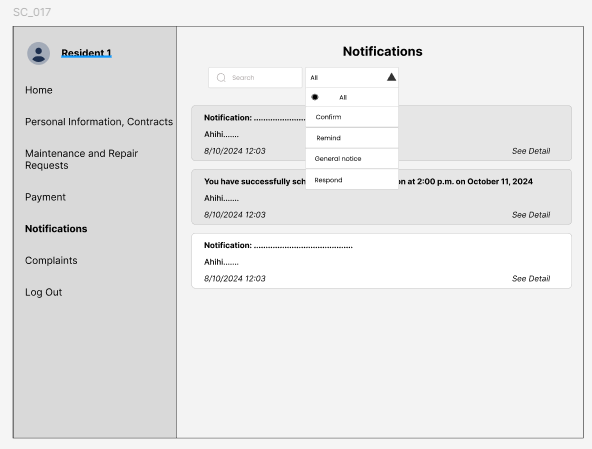 SC_017
Resident 1
Home
Personal Information, Contracts
Maintenance and Repair
Requests
Payment
Notifications
Complaints
Log Out
Notifications
Search
All
All
Confirm
Remind
General notice
Respond
Notification: ......................
Ahihi.......
8/10/2024 12:03
See Detail
You have successfully sch
on at 2:00 p.m. on October 11, 2024
Ahihi.......
8/10/2024 12:03
See Detail
Notification: ..........................................
Ahihi.......
8/10/2024 12:03
See Detail